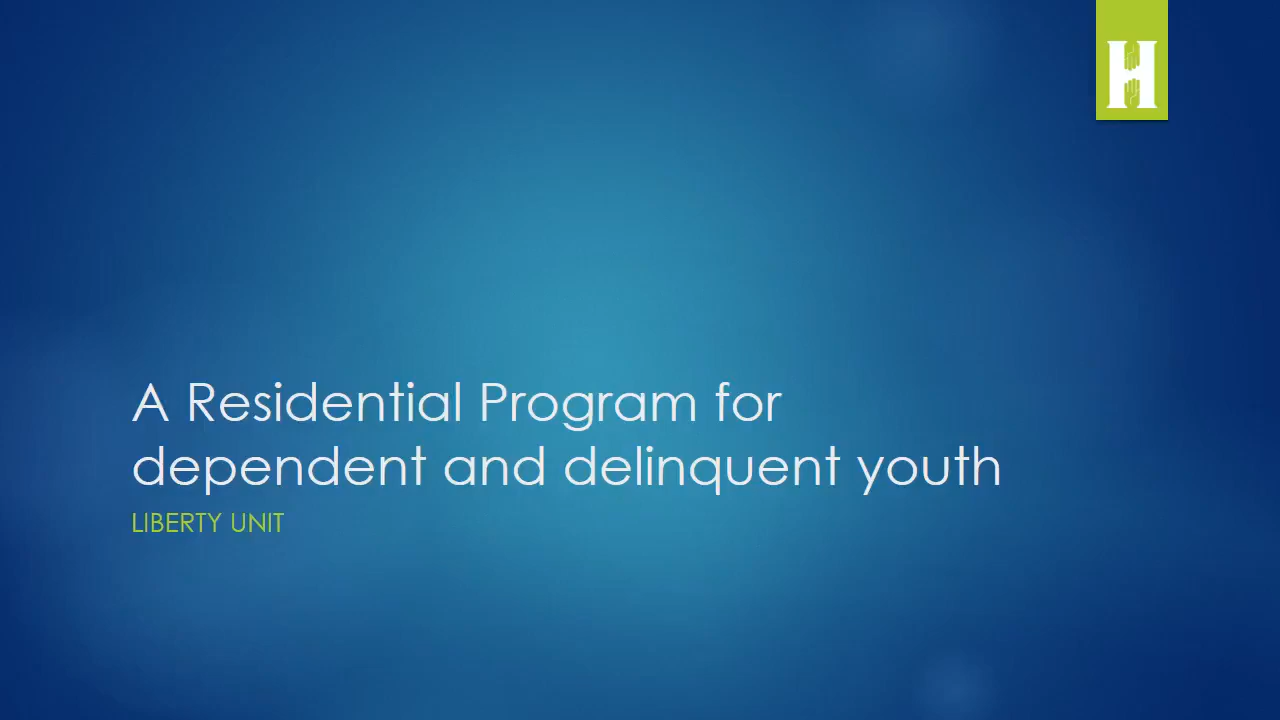 H
A Residential Program for
dependent and delinquent youth
LIBERTY UNIT